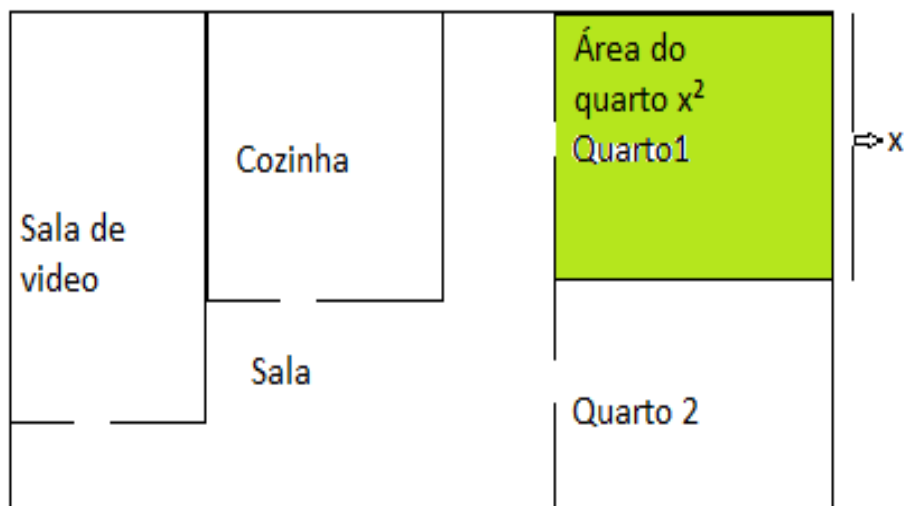 Área do
quarto x²
Quarto1
x
Cozinha
Sala de
video
Sala
Quarto 2